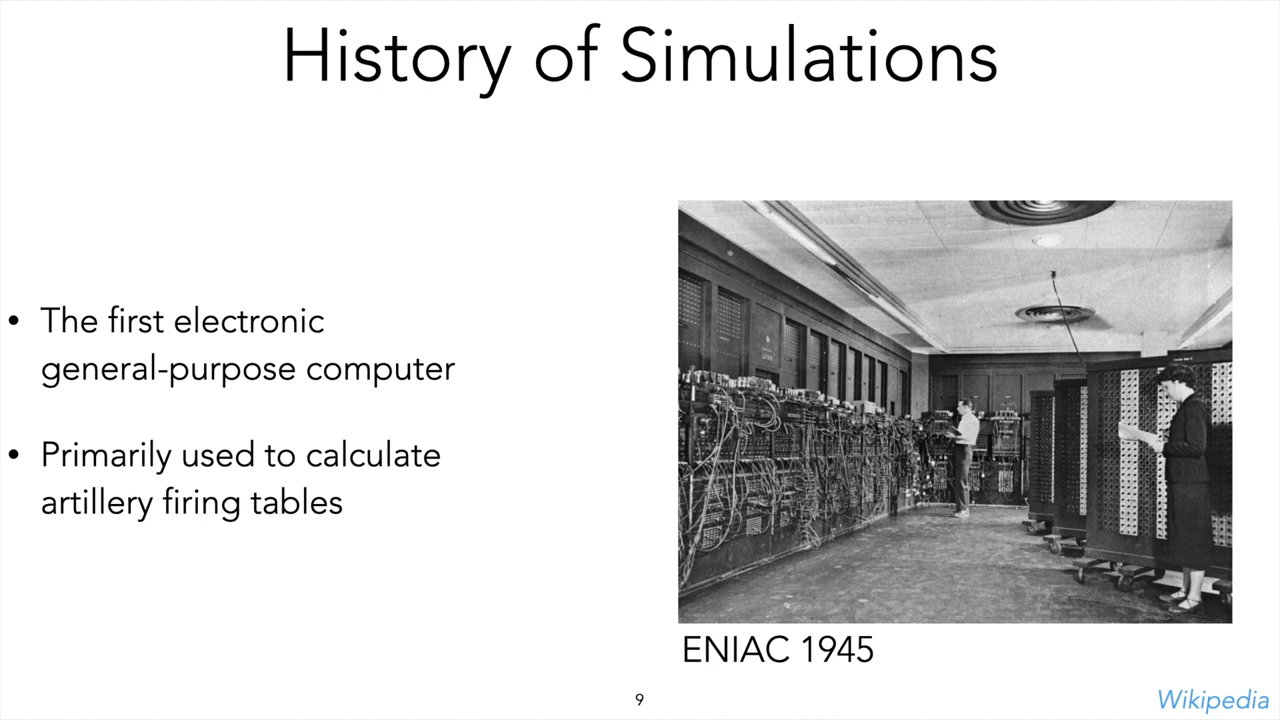 History of Simulations
• The first electronic
general-purpose computer
• Primarily used to calculate
artillery firing tables
ENIAC 1945
9
Wikipedia